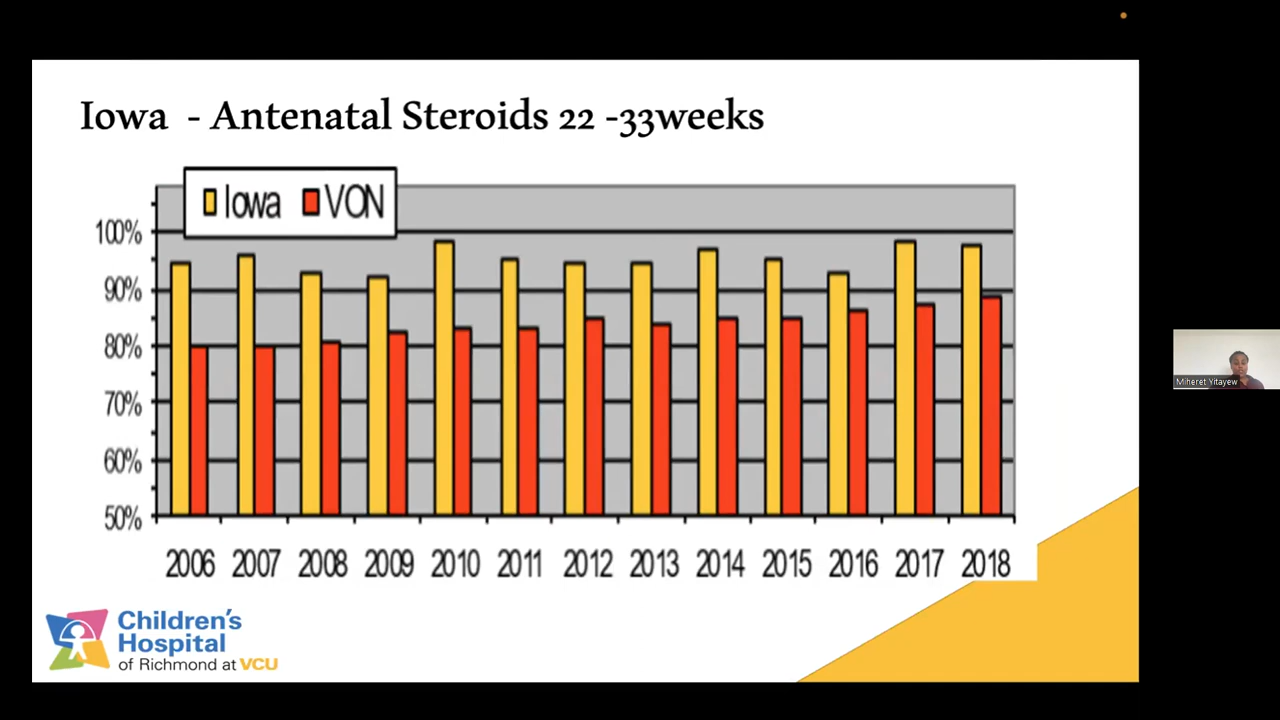 Iowa - Antenatal Steroids 22 -33weeks
Iowa VON
100%
90%
80%
70%
60%
50%
2006 2007 2008 2009 2010 2011 2012 2013 2014 2015 2016 2017 2018
Miheret Yitayew
Children's
Hospital
of Richmond at VCU